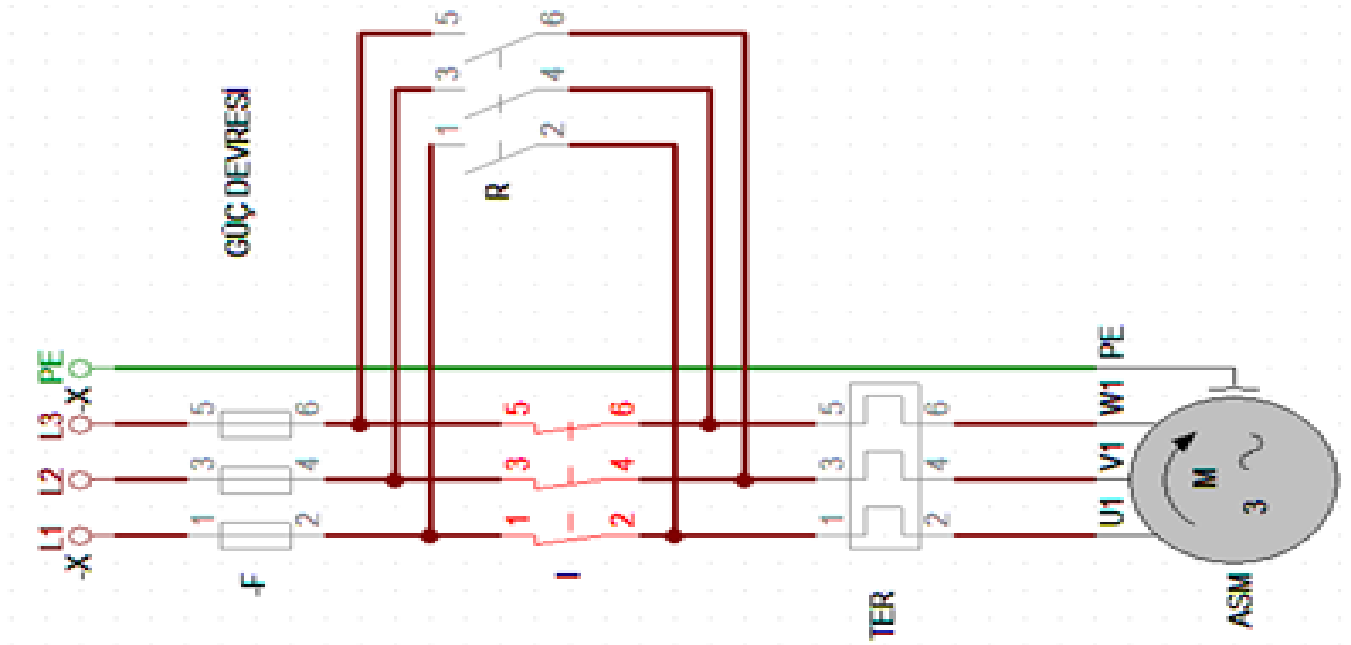 L1 L2 L3 PE
-X -X
1 3 5
GÜÇ DEVRESİ
-F
2 4 6
1 3 5
R
1 3 5
2 4 6
I
2 4 6
1 3 5
TER
2 4 6
U1 V1 W1 PE
M
3 ~
ASM